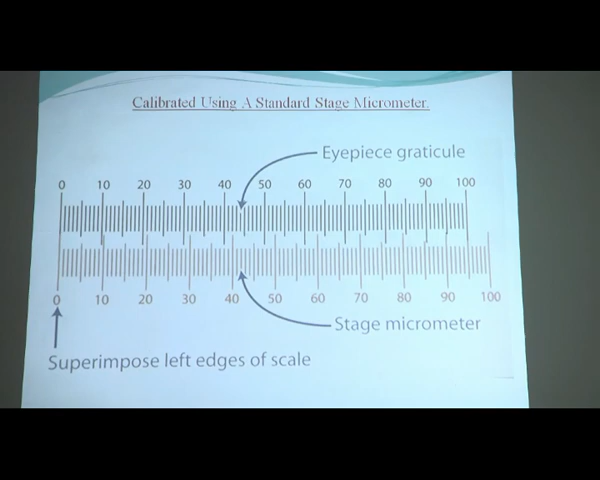 Calibrated Using A Standard Stage Micrometer.
Eyepiece graticule
0 10 20 30 40 50 60 70 80 90 100
0 10 20 30 40 50 60 70 80 90 100
Stage micrometer
Superimpose left edges of scale